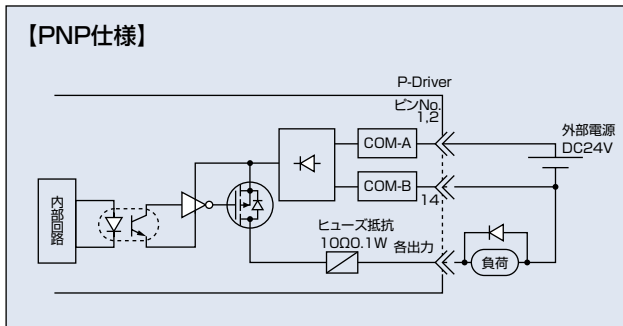 【PNP仕様】
P-Driver
ピンNo.
1,2
外部電源
DC24V
COM-A
COM-B
14
内部回路
ヒューズ抵抗
10Ω0.1W
各出力
負荷